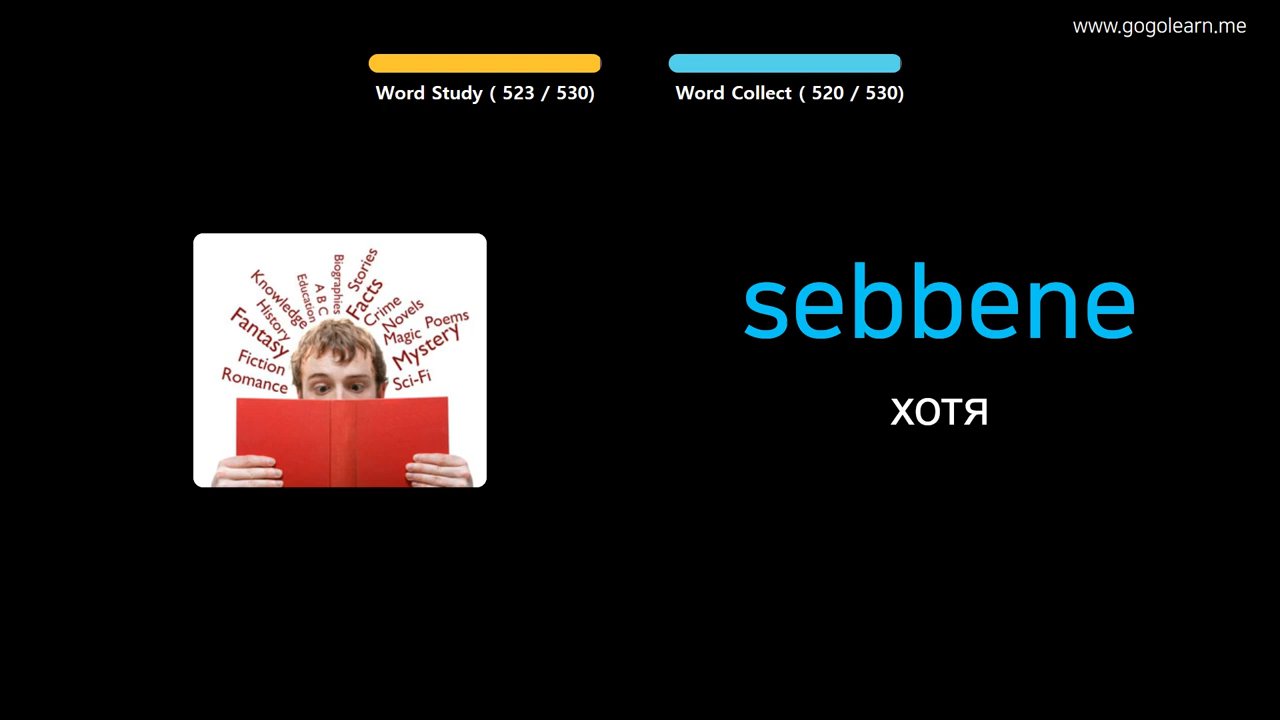 www.gogolearn.me
Word Study ( 523 / 530)
Word Collect ( 520 / 530)
Knowledge
History
Fantasy
Fiction
Romance
Education
A B C
Biographies
Stories
Facts
Crime
Novels
Magic
Poems
Mystery
Sci-Fi
sebbene
хотя